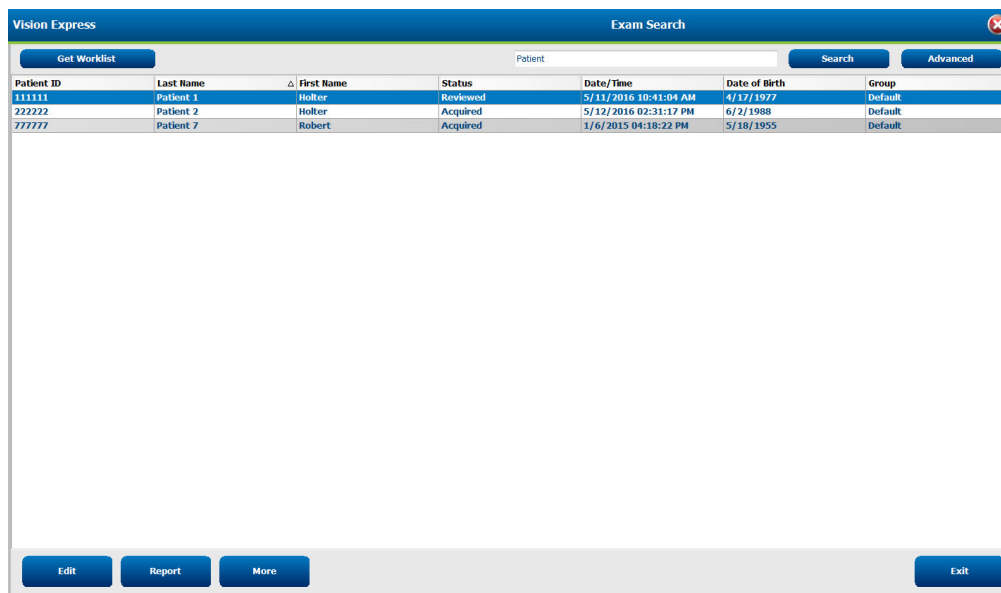 Vision Express Exam Search
Get Worklist Patient Search Advanced
Patient ID Last Name First Name Status Date/Time Date of Birth Group
111111 Patient 1 Holter Reviewed 5/11/2016 10:41:04 AM 4/17/1977 Default
222222 Patient 2 Holter Acquired 5/12/2016 02:31:17 PM 6/2/1988 Default
777777 Patient 7 Robert Acquired 1/6/2015 04:18:22 PM 5/18/1955 Default
Edit Report More Exit